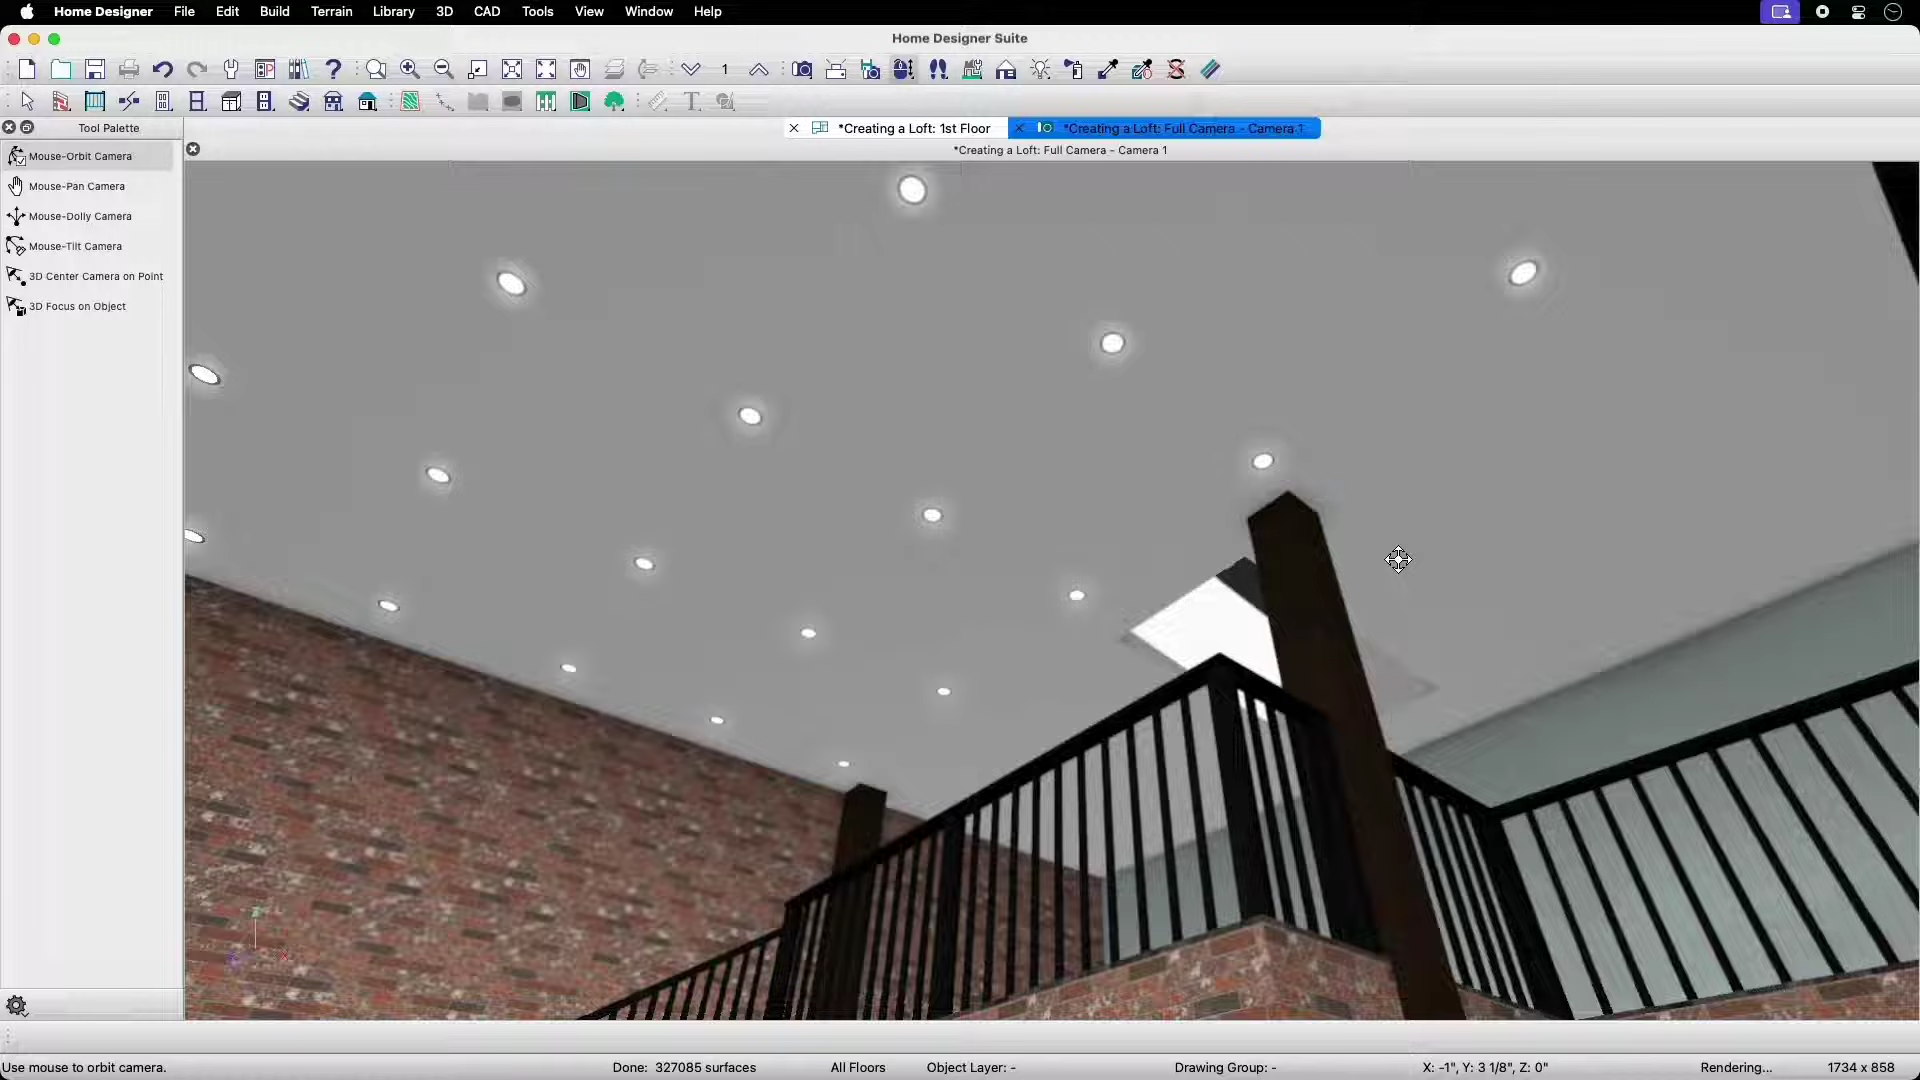 Home Designer File Edit Build Terrain Library 3D CAD Tools View Window Help
Home Designer Suite
1
Tool Palette
*Creating a Loft: 1st Floor
*Creating a Loft: Full Camera - Camera 1
*Creating a Loft: Full Camera - Camera 1
Mouse-Orbit Camera
Mouse-Pan Camera
Mouse-Dolly Camera
Mouse-Tilt Camera
3D Center Camera on Point
3D Focus on Object
Use mouse to orbit camera.
Done: 327085 surfaces
All Floors
Object Layer: -
Drawing Group: -
X: -1", Y: 3 1/8", Z: 0"
Rendering...
1734 x 858